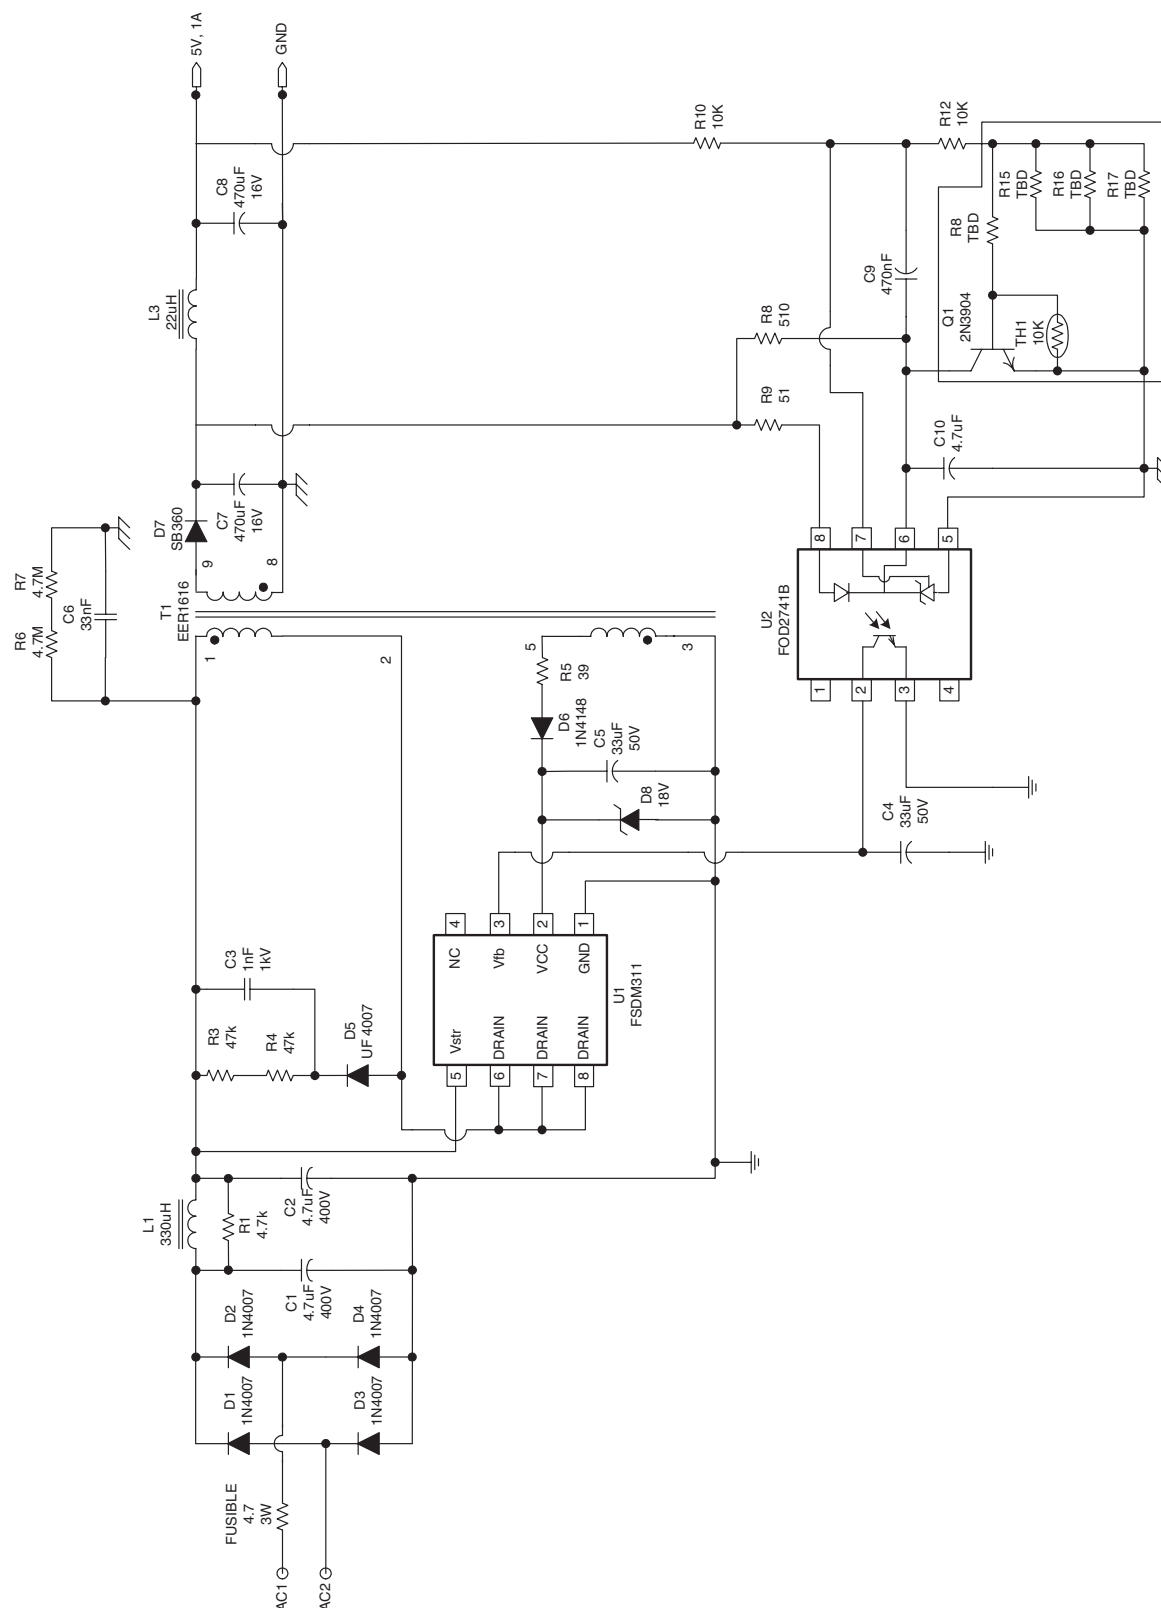 R6
4.7M
R7
4.7M
C6
33nF
D7
SB360
L3
22uH
5V, 1A
GND
C8
470uF
16V
C7
470uF
16V
9
8
T1
EER1616
1
2
5
3
R5
39
D6
1N4148
C5
33uF
50V
D8
18V
C3
1nF
1kV
R3
47k
R4
47k
D5
UF4007
L1
330uH
R1
4.7k
C2
4.7uF
400V
C1
4.7uF
400V
D2
1N4007
D4
1N4007
D1
1N4007
D3
1N4007
FUSIBLE
4.7
3W
AC1
AC2
5
Vstr
NC
4
6
DRAIN
Vfb
3
7
DRAIN
VCC
2
8
DRAIN
GND
1
U1
FSDM311
C4
33uF
50V
U2
FOD2741B
1
2
3
4
8
7
6
5
R9
51
R8
510
R10
10K
C9
470nF
C10
4.7uF
R12
10K
Q1
2N3904
TH1
10K
R8
TBD
R15
TBD
R16
TBD
R17
TBD